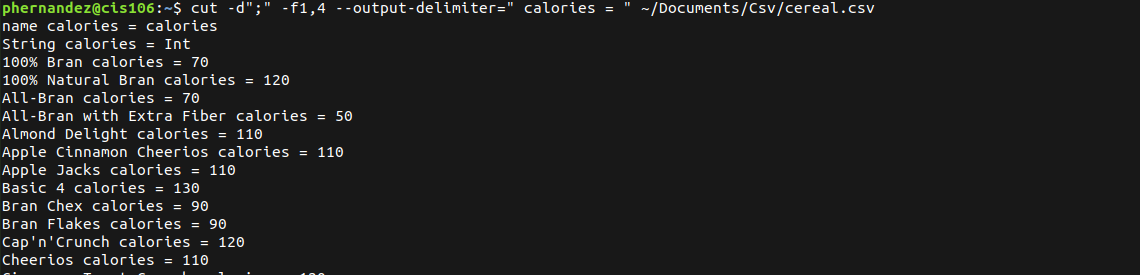 phernandez@cis106:~$ cut -d";" -f1,4 --output-delimiter=" calories = " ~/Documents/Csv/cereal.csv
name calories = calories
String calories = Int
100% Bran calories = 70
100% Natural Bran calories = 120
All-Bran calories = 70
All-Bran with Extra Fiber calories = 50
Almond Delight calories = 110
Apple Cinnamon Cheerios calories = 110
Apple Jacks calories = 110
Basic 4 calories = 130
Bran Chex calories = 90
Bran Flakes calories = 90
Cap'n'Crunch calories = 120
Cheerios calories = 110